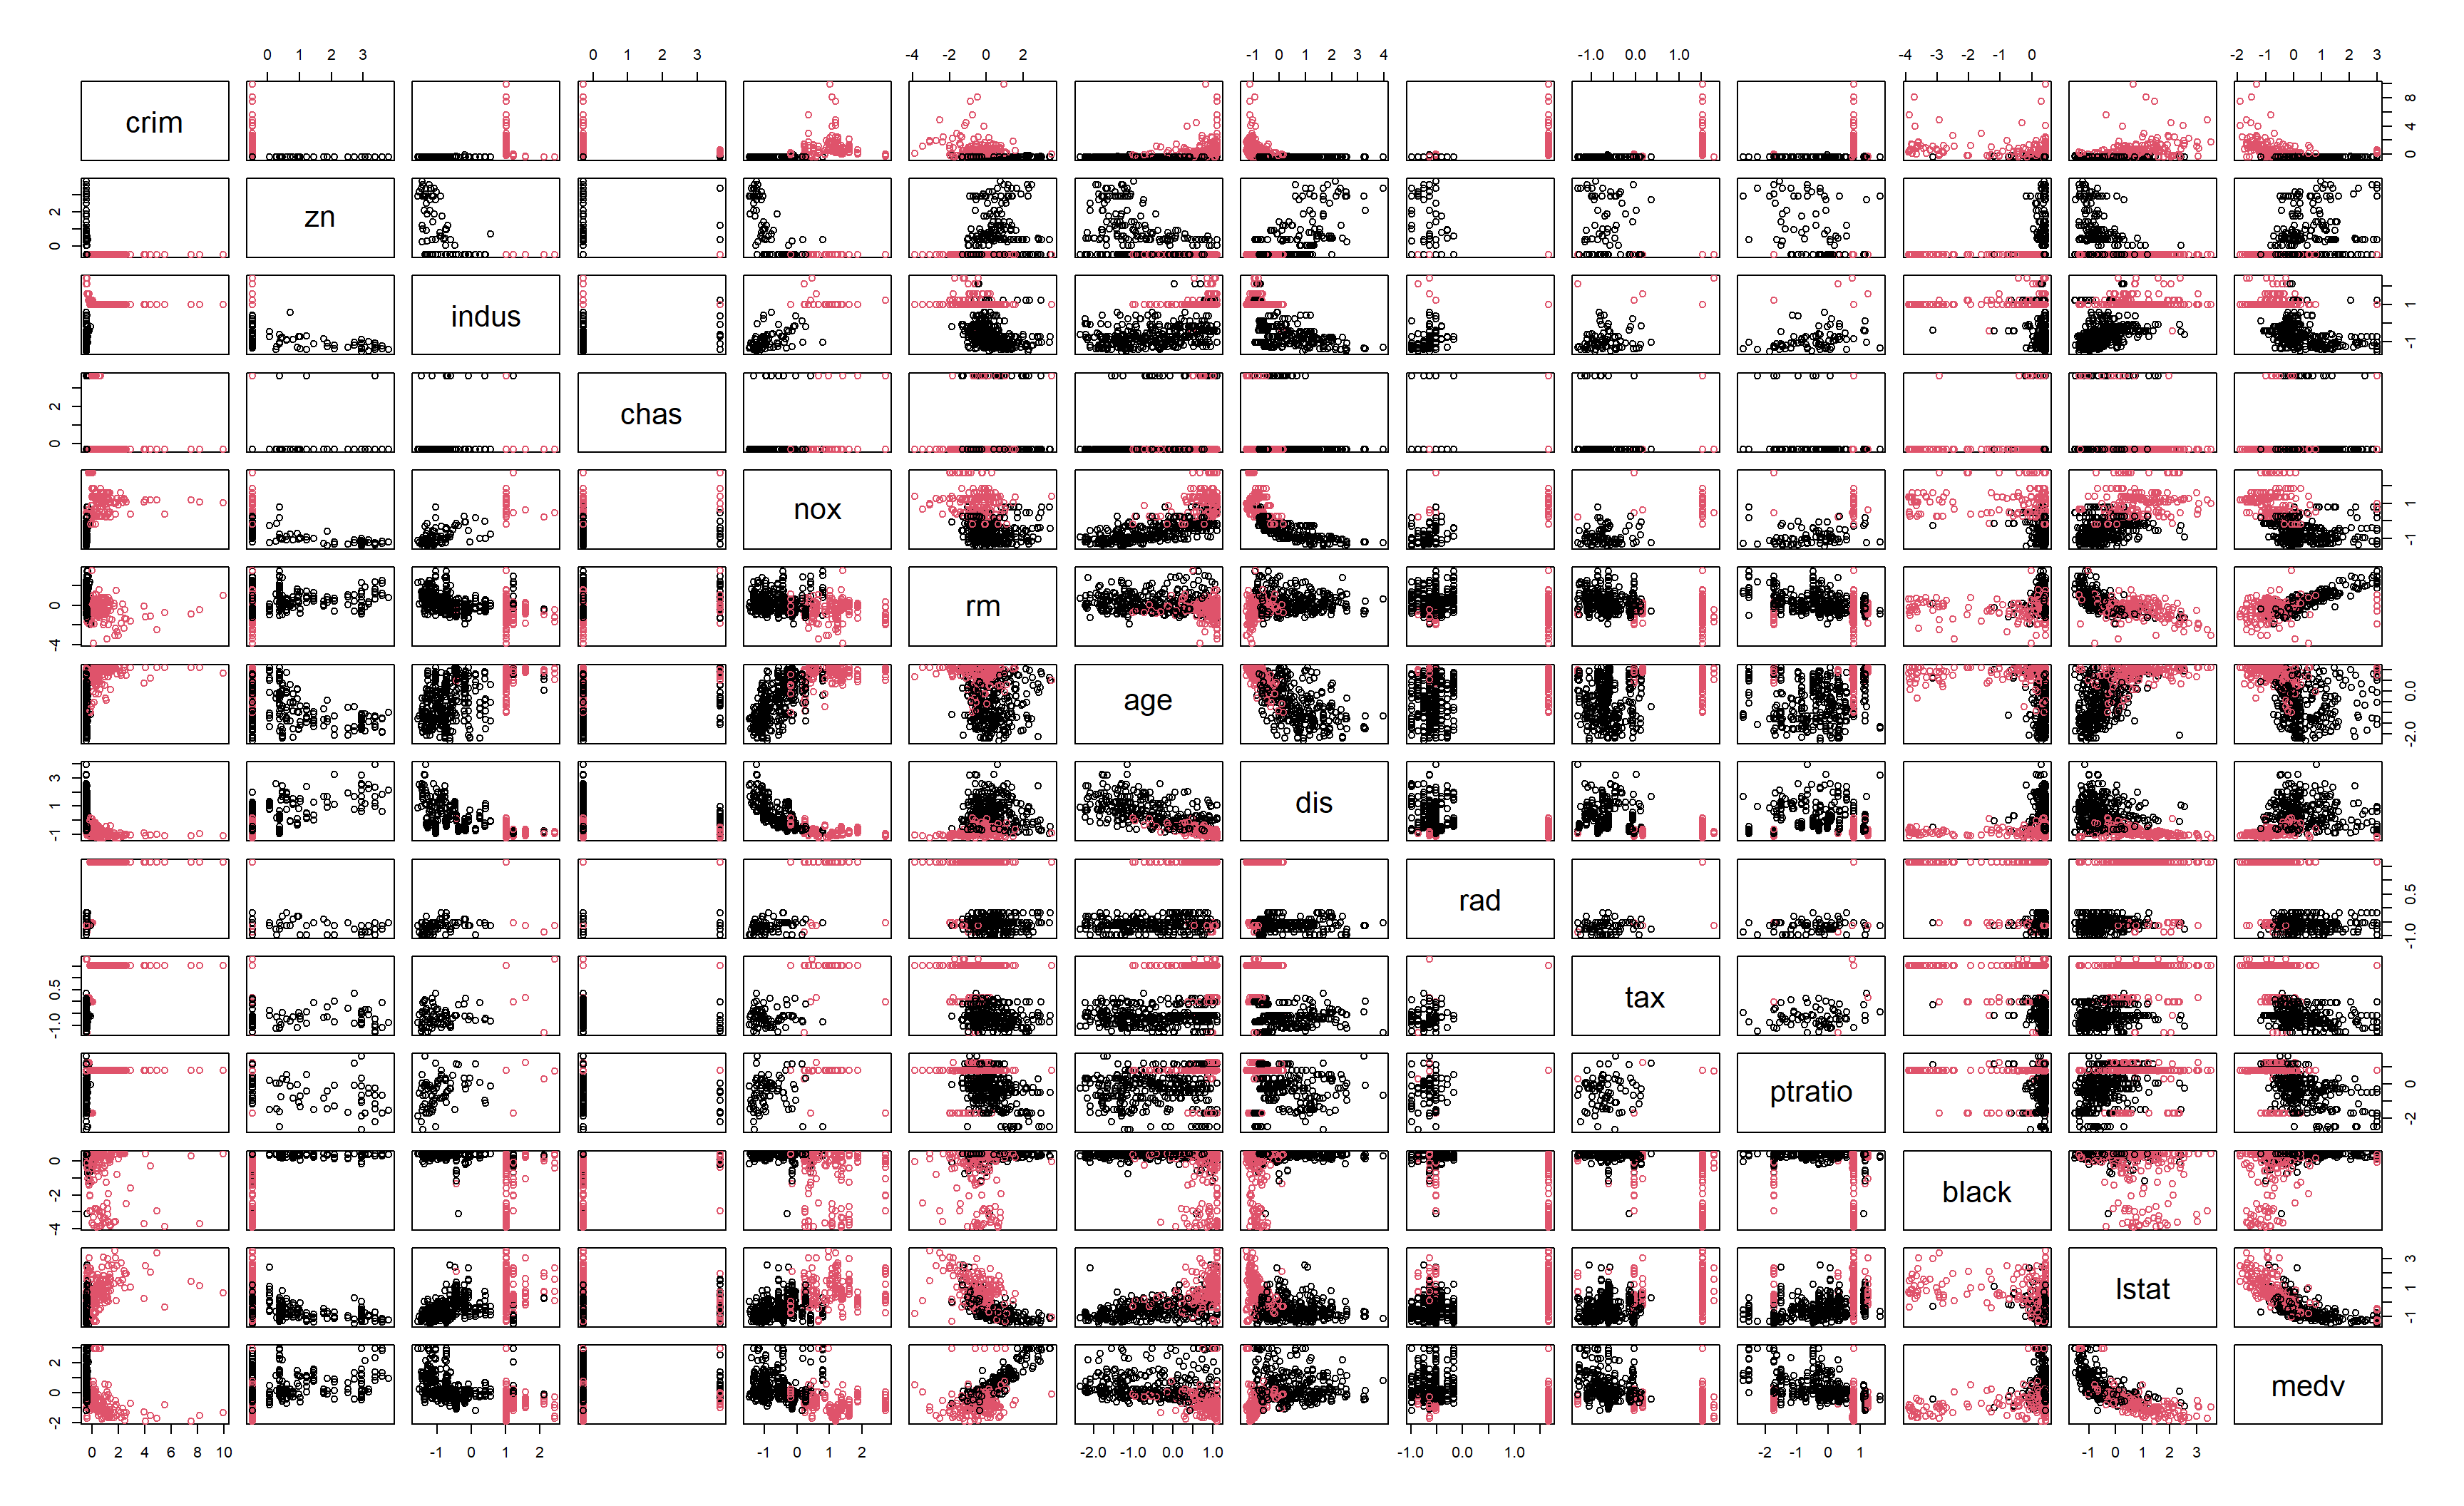 0 1 2 3
0 1 2 3
-4 -2 0 2
-1 0 1 2 3 4
-1.0 0.0 1.0
-4 -3 -2 -1 0
-2 -1 0 1 2 3
crim
0 4 8
0 2
zn
indus
-1 1
0 2
chas
nox
-1 1
-4 0
rm
age
-2.0 0.0
-1 1 3
dis
rad
-1.0 0.5
-1.0 0.5
tax
ptratio
-2 0
-4 -2 0
black
lstat
-1 1 3
-2 0 2
medv
0 2 4 6 8 10
-1 0 1 2
-1 0 1 2
-2.0 -1.0 0.0 1.0
-1.0 0.0 1.0
-2 -1 0 1
-1 0 1 2 3